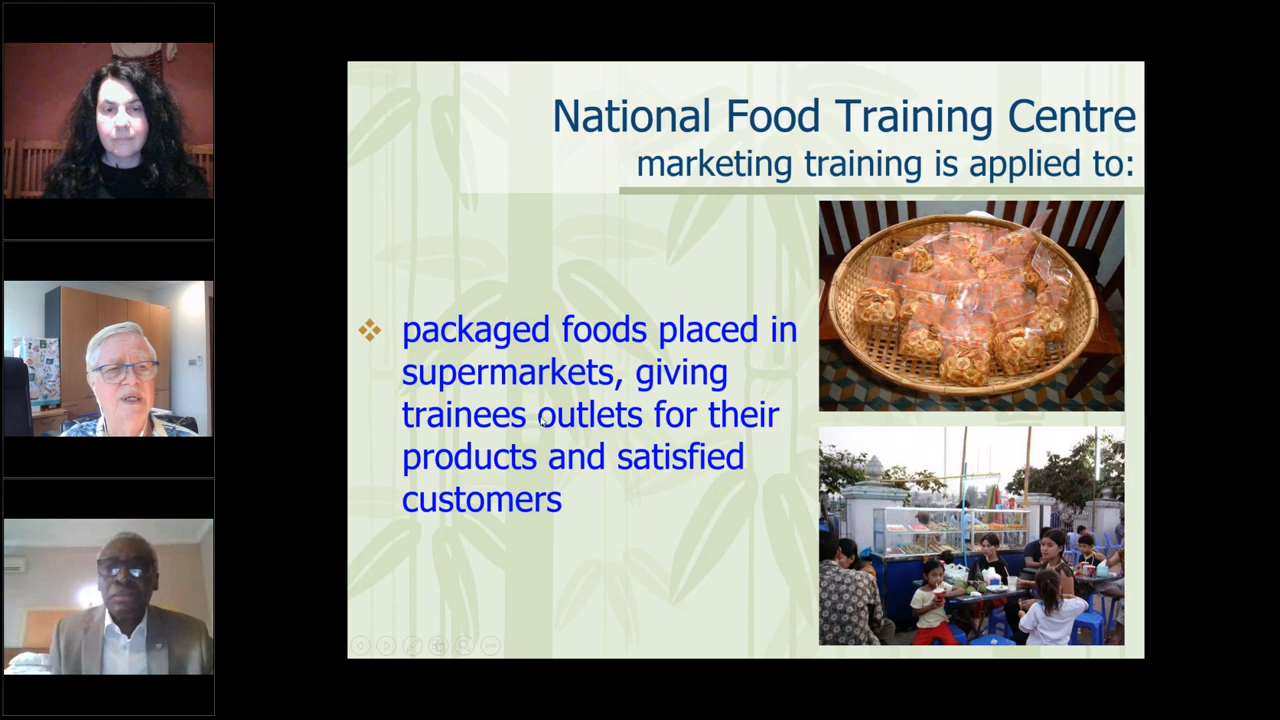 National Food Training Centre
marketing training is applied to:
packaged foods placed in
supermarkets, giving
trainees outlets for their
products and satisfied
customers